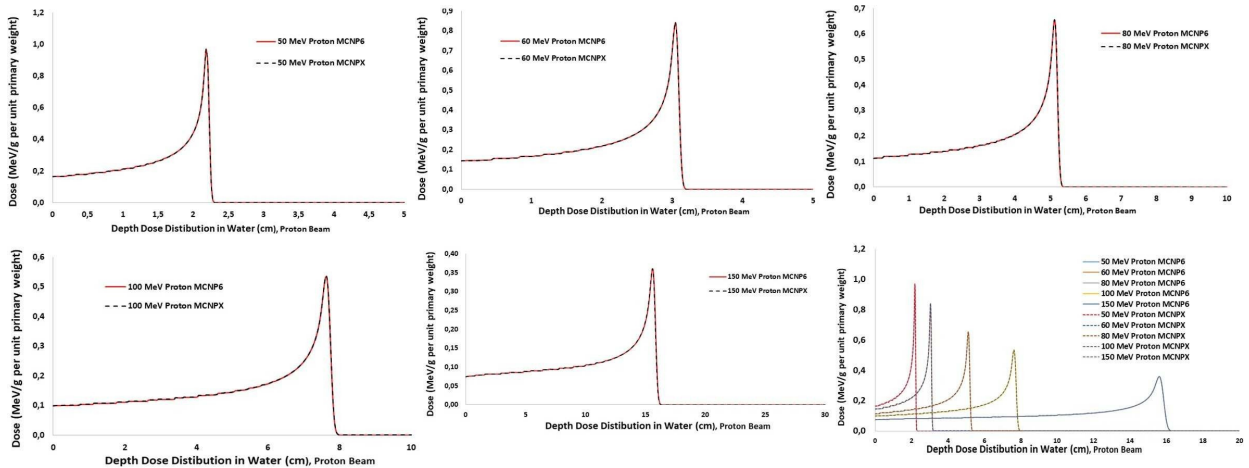 Dose (MeV/g per unit primary weight)
1,2
1,0
0,8
0,6
0,4
0,2
0,0
50 MeV Proton MCNP6
50 MeV Proton MCNPX
0 0,5 1 1,5 2 2,5 3 3,5 4 4,5 5
Depth Dose Distibution in Water (cm), Proton Beam
Dose (MeV/g per unit primary weight)
0,9
0,8
0,7
0,6
0,5
0,4
0,3
0,2
0,1
0,0
60 MeV Proton MCNP6
60 MeV Proton MCNPX
0 1 2 3 4 5
Depth Dose Distibution in Water (cm), Proton Beam
Dose (MeV/g per unit primary weight)
0,7
0,6
0,5
0,4
0,3
0,2
0,1
0,0
80 MeV Proton MCNP6
80 MeV Proton MCNPX
0 1 2 3 4 5 6 7 8 9 10
Depth Dose Distibution in Water (cm), Proton Beam
Dose (MeV/g per unit primary weight)
0,6
0,5
0,4
0,3
0,2
0,1
0,0
100 MeV Proton MCNP6
100 MeV Proton MCNPX
0 2 4 6 8 10
Depth Dose Distibution in Water (cm), Proton Beam
Dose (MeV/g per unit primary weight)
0,40
0,35
0,30
0,25
0,20
0,15
0,10
0,05
0,00
150 MeV Proton MCNP6
150 MeV Proton MCNPX
0 5 10 15 20 25 30
Depth Dose Distibution in Water (cm), Proton Beam
Dose (MeV/g per unit primary weight)
1,2
1,0
0,8
0,6
0,4
0,2
0,0
50 MeV Proton MCNP6
60 MeV Proton MCNP6
80 MeV Proton MCNP6
100 MeV Proton MCNP6
150 MeV Proton MCNP6
50 MeV Proton MCNPX
60 MeV Proton MCNPX
80 MeV Proton MCNPX
100 MeV Proton MCNPX
150 MeV Proton MCNPX
0 2 4 6 8 10 12 14 16 18 20
Depth Dose Distibution in Water (cm), Proton Beam